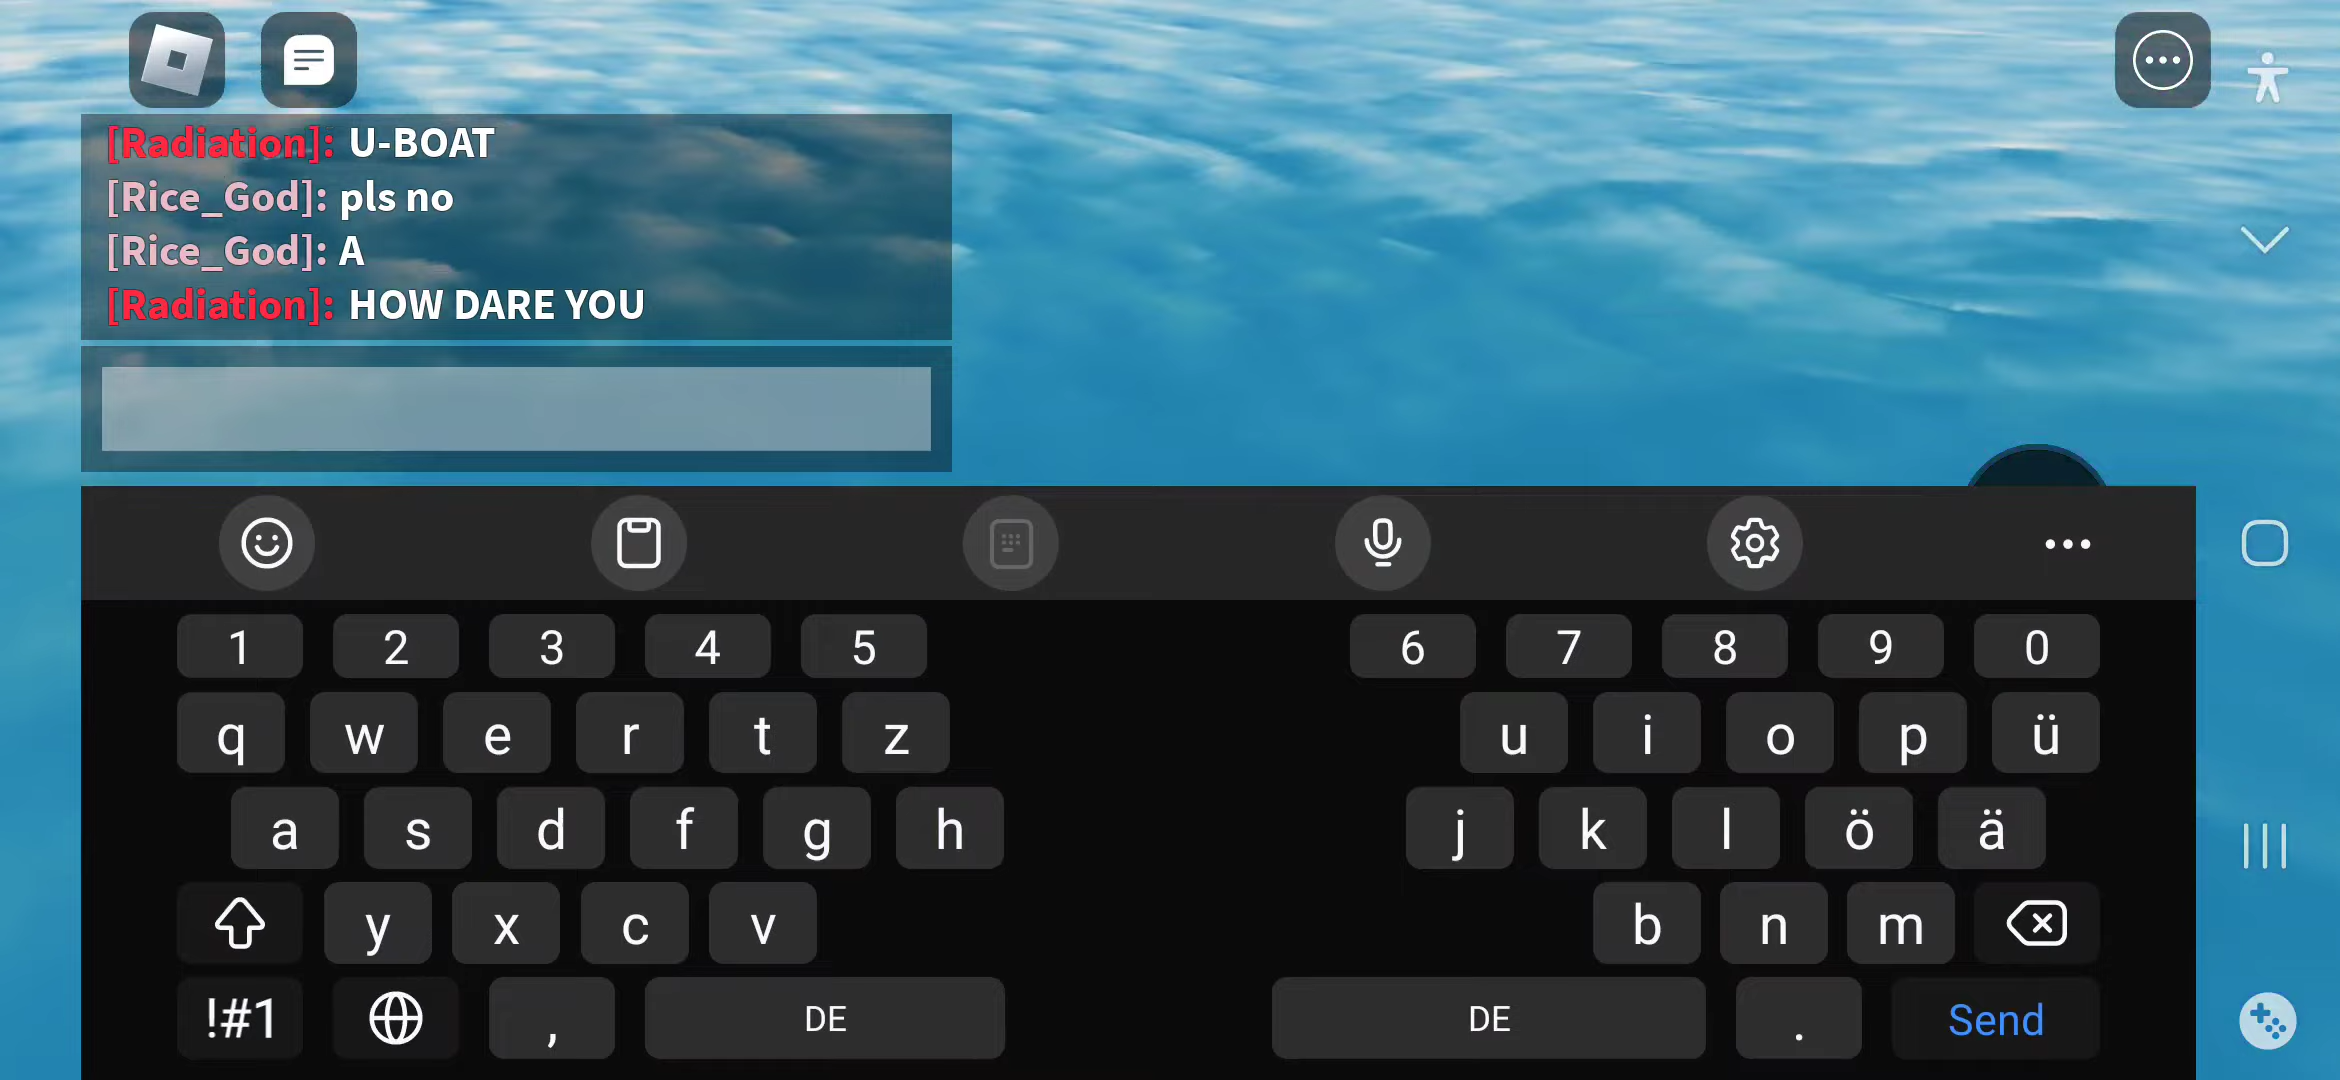 [Radiation]: U-BOAT
[Rice_God]: pls no
[Rice_God]: A
[Radiation]: HOW DARE YOU
1 2 3 4 5 6 7 8 9 0
q w e r t z u i o p ü
a s d f g h j k l ö ä
y x c v b n m
!#1 , DE DE . Send